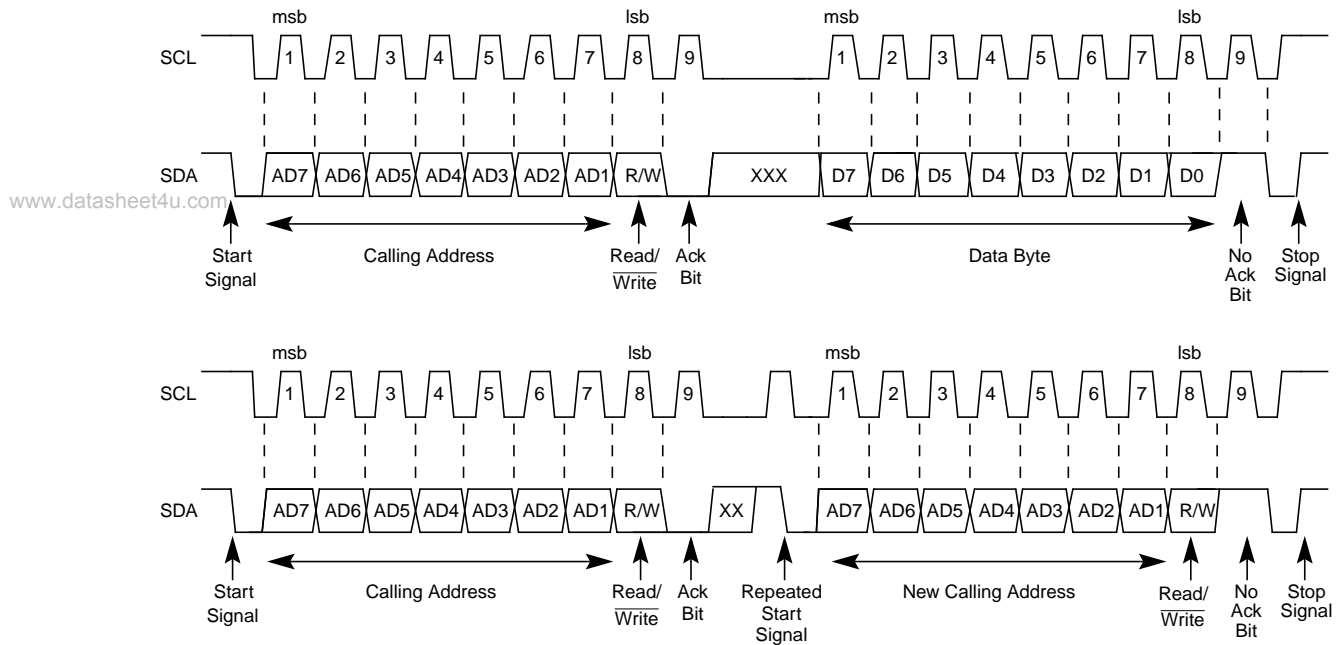 msb lsb msb lsb
SCL 1 2 3 4 5 6 7 8 9 1 2 3 4 5 6 7 8 9
SDA AD7 AD6 AD5 AD4 AD3 AD2 AD1 R/W XXX D7 D6 D5 D4 D3 D2 D1 D0
www.datasheet4u.com
Start Signal
Calling Address
Read/
Write
Ack
Bit
Data Byte
No
Ack
Bit
Stop
Signal
msb lsb msb lsb
SCL 1 2 3 4 5 6 7 8 9 1 2 3 4 5 6 7 8 9
SDA AD7 AD6 AD5 AD4 AD3 AD2 AD1 R/W XX AD7 AD6 AD5 AD4 AD3 AD2 AD1 R/W
Start
Signal
Calling Address
Read/
Write
Ack
Bit
Repeated
Start
Signal
New Calling Address
Read/
Write
No
Ack
Bit
Stop
Signal